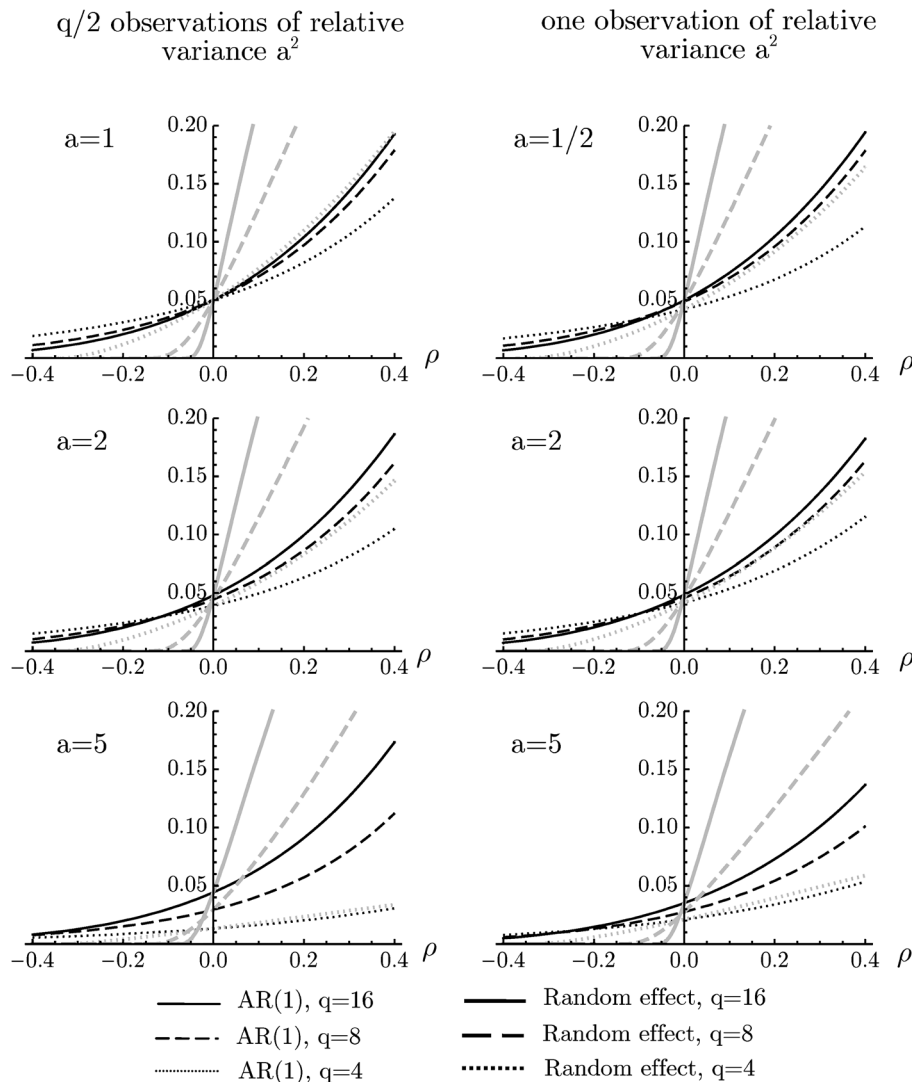 q/2 observations of relative
variance a²
one observation of relative
variance a²
a=1
0.20
0.15
0.10
0.05
−0.4 −0.2 0.0 0.2 0.4 ρ
a=1/2
0.20
0.15
0.10
0.05
−0.4 −0.2 0.0 0.2 0.4 ρ
a=2
0.20
0.15
0.10
0.05
−0.4 −0.2 0.0 0.2 0.4 ρ
a=2
0.20
0.15
0.10
0.05
−0.4 −0.2 0.0 0.2 0.4 ρ
a=5
0.20
0.15
0.10
0.05
−0.4 −0.2 0.0 0.2 0.4 ρ
a=5
0.20
0.15
0.10
0.05
−0.4 −0.2 0.0 0.2 0.4 ρ
AR(1), q=16
AR(1), q=8
AR(1), q=4
Random effect, q=16
Random effect, q=8
Random effect, q=4